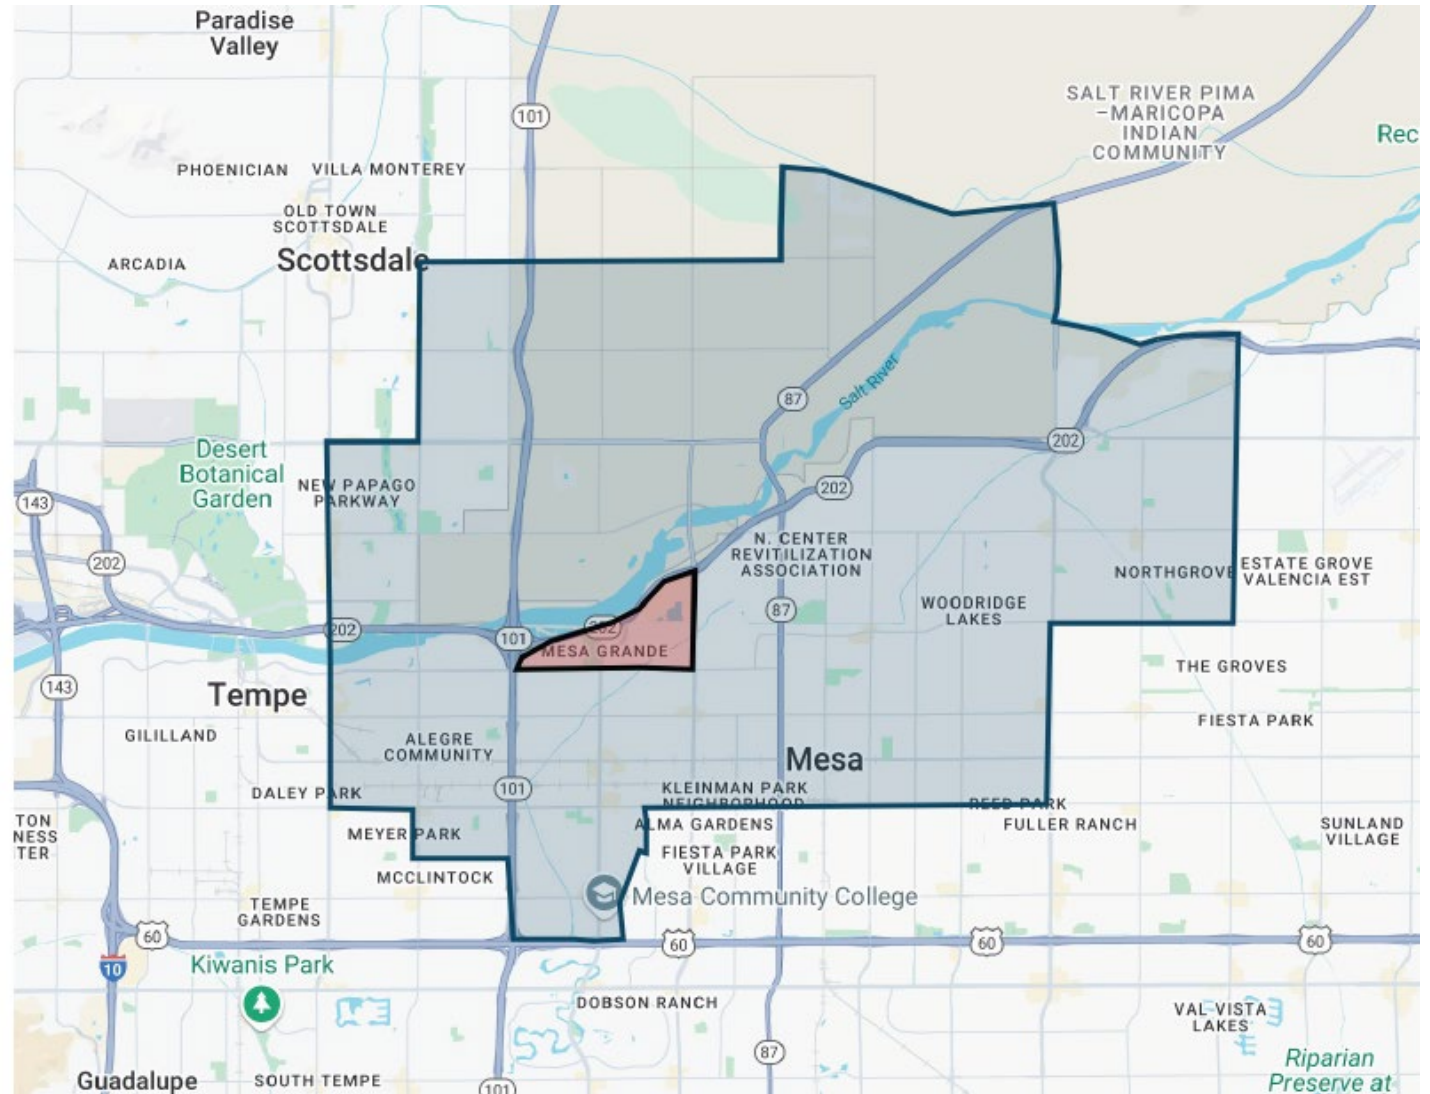 Paradise
Valley
101
SALT RIVER PIMA
–MARICOPA
INDIAN
COMMUNITY
Rec
PHOENICIAN
VILLA MONTEREY
OLD TOWN
SCOTTSDALE
Scottsdale
ARCADIA
87
Salt River
Desert
Botanical
Garden
NEW PAPAGO
PARKWAY
202
143
202
202
N. CENTER
REVITILIZATION
ASSOCIATION
NORTHGROVE
ESTATE GROVE
VALENCIA EST
WOODRIDGE
LAKES
87
202
101
202
MESA GRANDE
THE GROVES
143
Tempe
FIESTA PARK
GILILLAND
ALEGRE
COMMUNITY
Mesa
101
DALEY PARK
KLEINMAN PARK
NEIGHBORHOOD
REED PARK
TON
NESS
TER
MEYER PARK
ALMA GARDENS
FULLER RANCH
SUNLAND
VILLAGE
FIESTA PARK
VILLAGE
MCCLINTOCK
Mesa Community College
TEMPE
GARDENS
60
60
60
60
10
Kiwanis Park
DOBSON RANCH
VAL VISTA
LAKES
87
Riparian
Preserve at
Guadalupe
SOUTH TEMPE
101